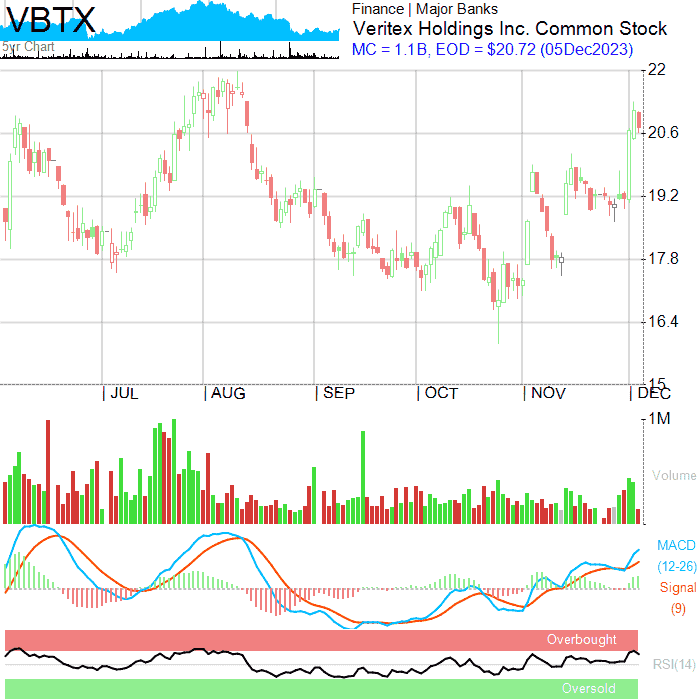 VBTX
5yr Chart
Finance | Major Banks
Veritex Holdings Inc. Common Stock
MC = 1.1B, EOD = $20.72 (05Dec2023)
22
20.6
19.2
17.8
16.4
15
JUL AUG SEP OCT NOV DEC
1M
Volume
MACD
(12-26)
Signal
(9)
Overbought
RSI(14)
Oversold